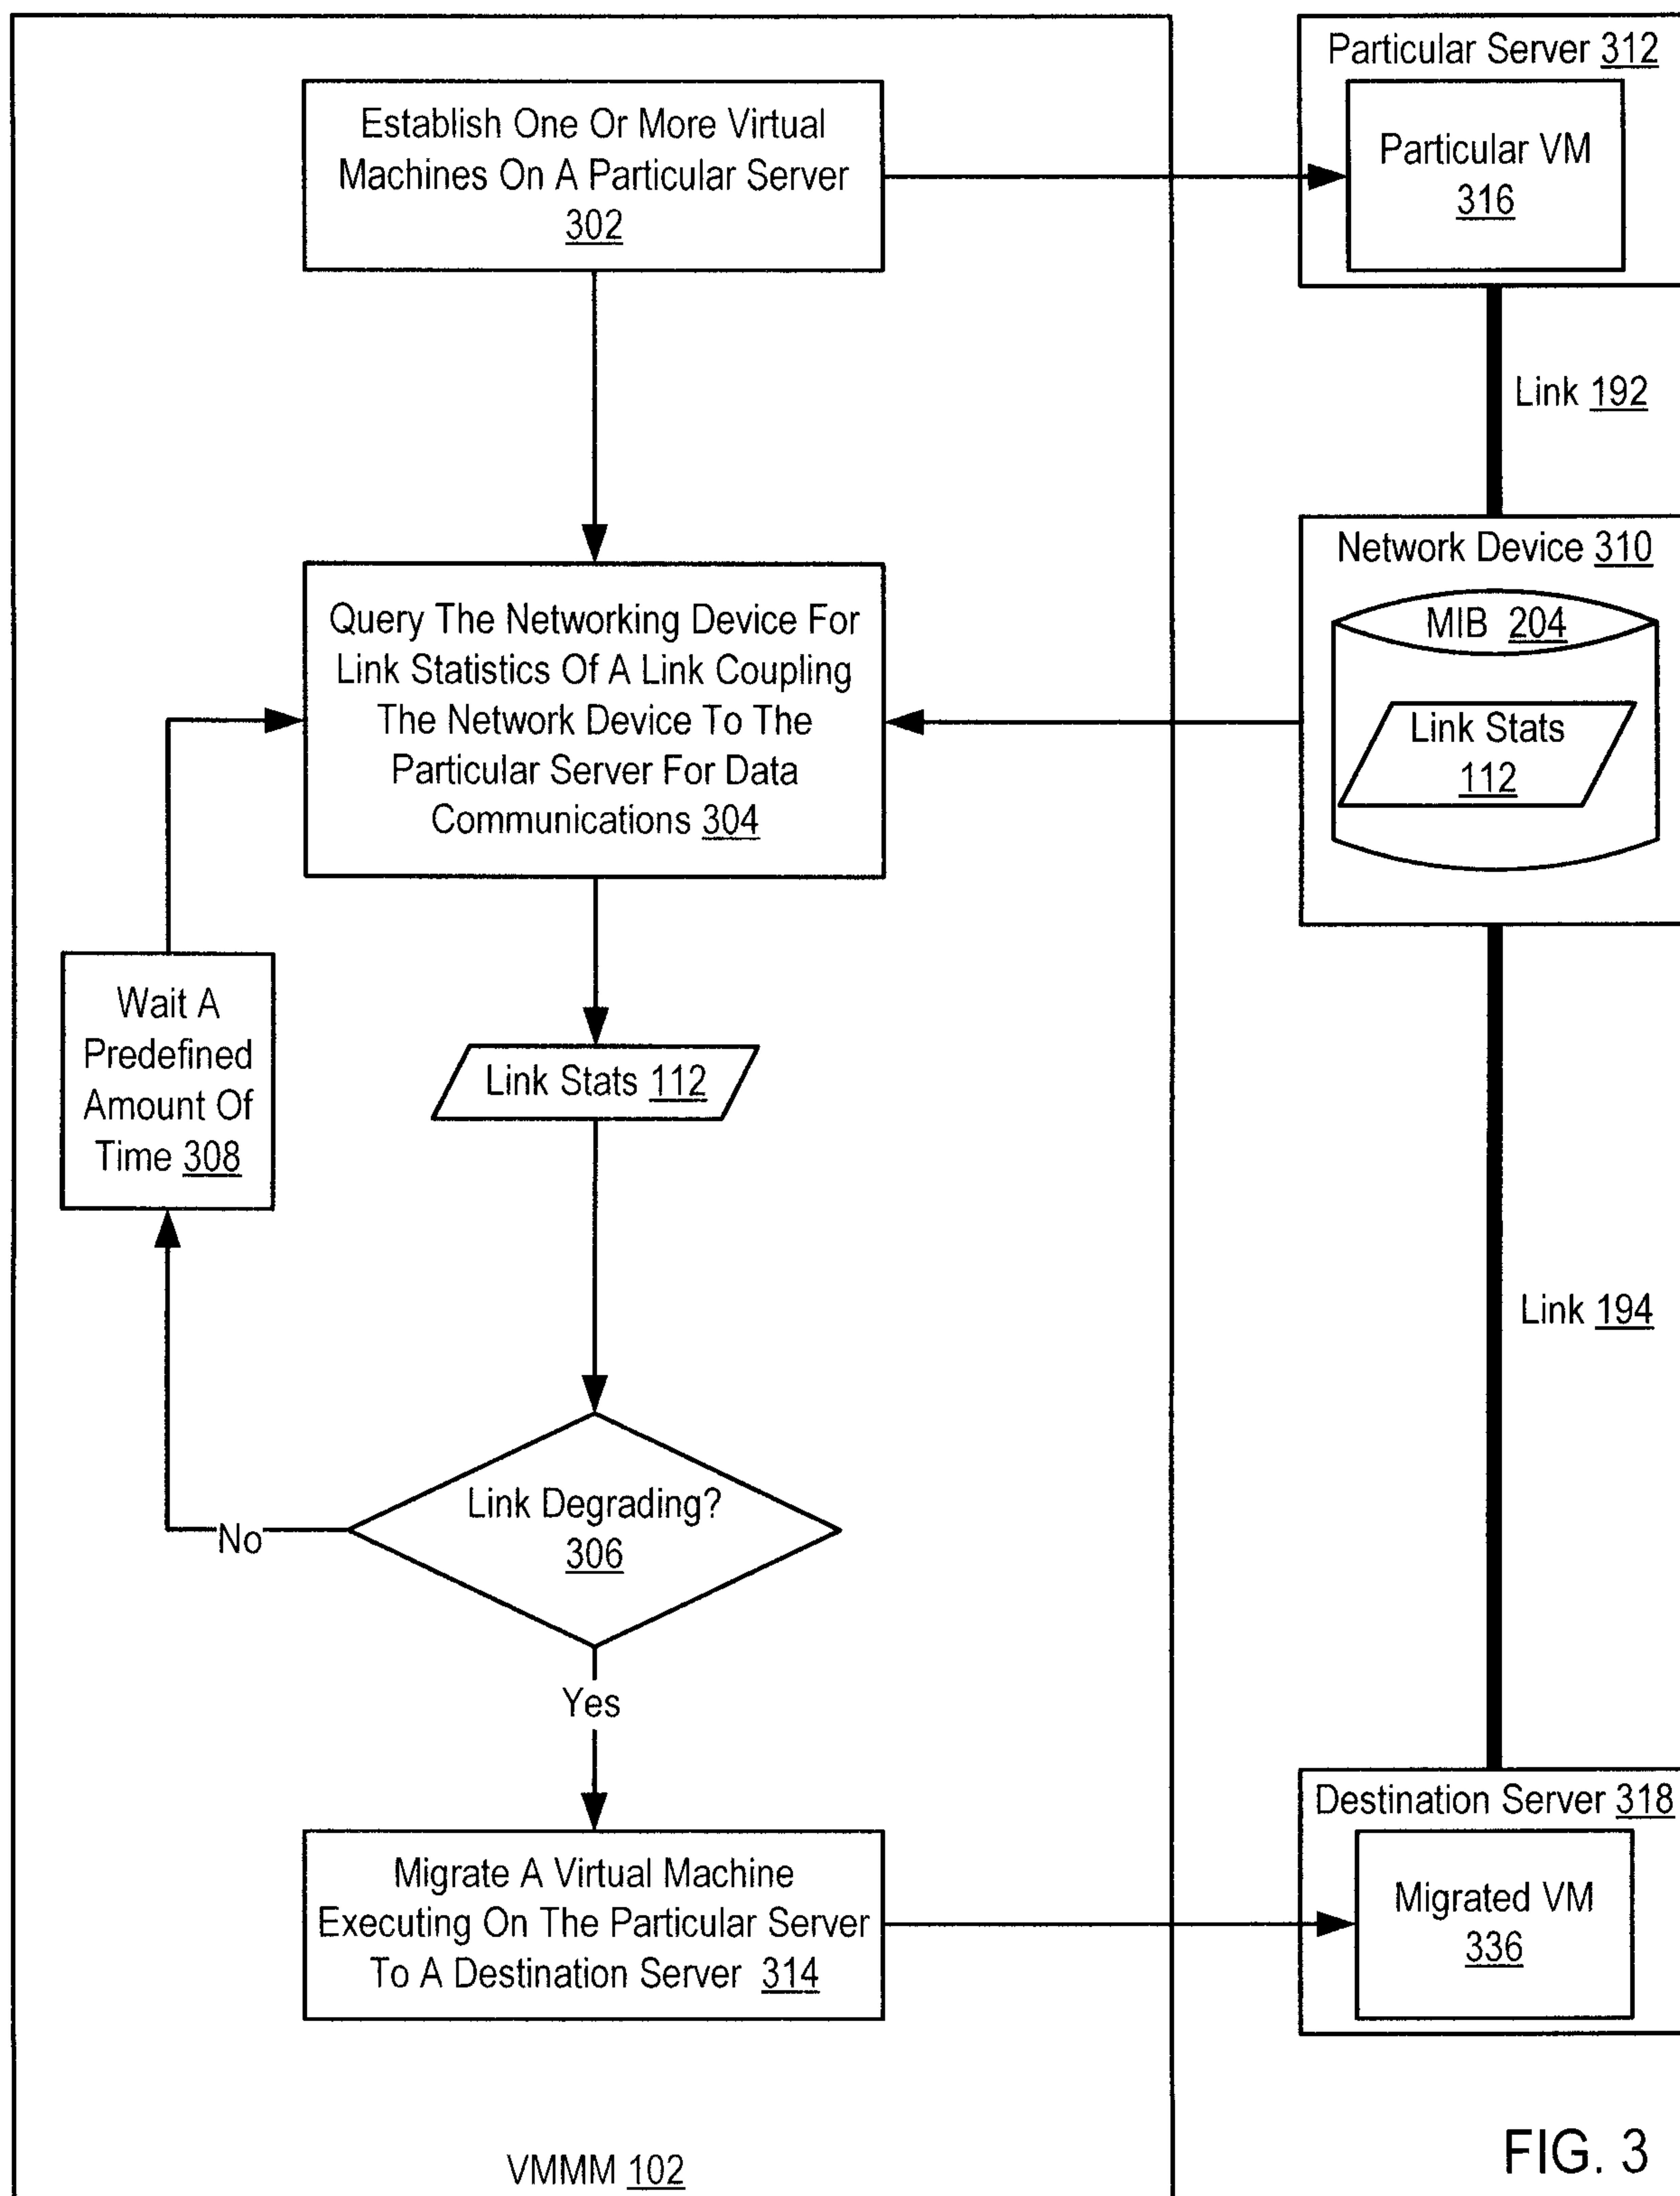 Establish One Or More Virtual
Machines On A Particular Server
302
Particular Server 312
Particular VM
316
Link 192
Query The Networking Device For
Link Statistics Of A Link Coupling
The Network Device To The
Particular Server For Data
Communications 304
Network Device 310
MIB 204
Link Stats
112
Wait A
Predefined
Amount Of
Time 308
Link Stats 112
Link 194
Link Degrading?
306
No
Yes
Migrate A Virtual Machine
Executing On The Particular Server
To A Destination Server 314
Destination Server 318
Migrated VM
336
VMMM 102
FIG. 3